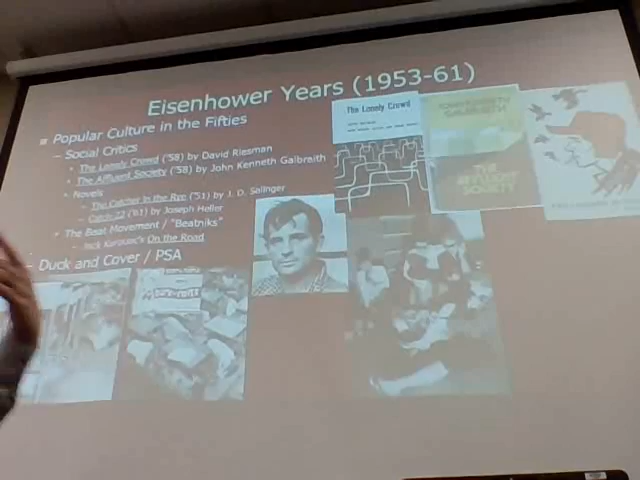 Eisenhower Years (1953-61)
Popular Culture in the Fifties
– Social Critics
• The Lonely Crowd ('58) by David Riesman
• The Affluent Society ('58) by John Kenneth Galbraith
• Novels
– The Catcher in the Rye ('51) by J. D. Salinger
– Catch-22 ('61) by Joseph Heller
• The Beat Movement / "Beatniks"
– Jack Kerouac's On the Road
– Duck and Cover / PSA
The Lonely Crowd
THE
AFFLUENT
SOCIETY